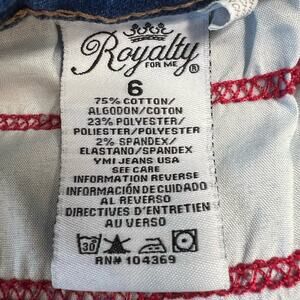 Royalty
FOR ME ®
6
75% COTTON/
ALGODON/COTON
23% POLYESTER/
POLIESTER/POLYESTER
2% SPANDEX/
ELASTANO/SPANDEX
YMI JEANS USA
SEE CARE
INFORMATION REVERSE
INFORMACIÓN DE CUIDADO
AL REVERSO
DIRECTIVES D'ENTRETIEN
AU VERSO
30
RN# 104369